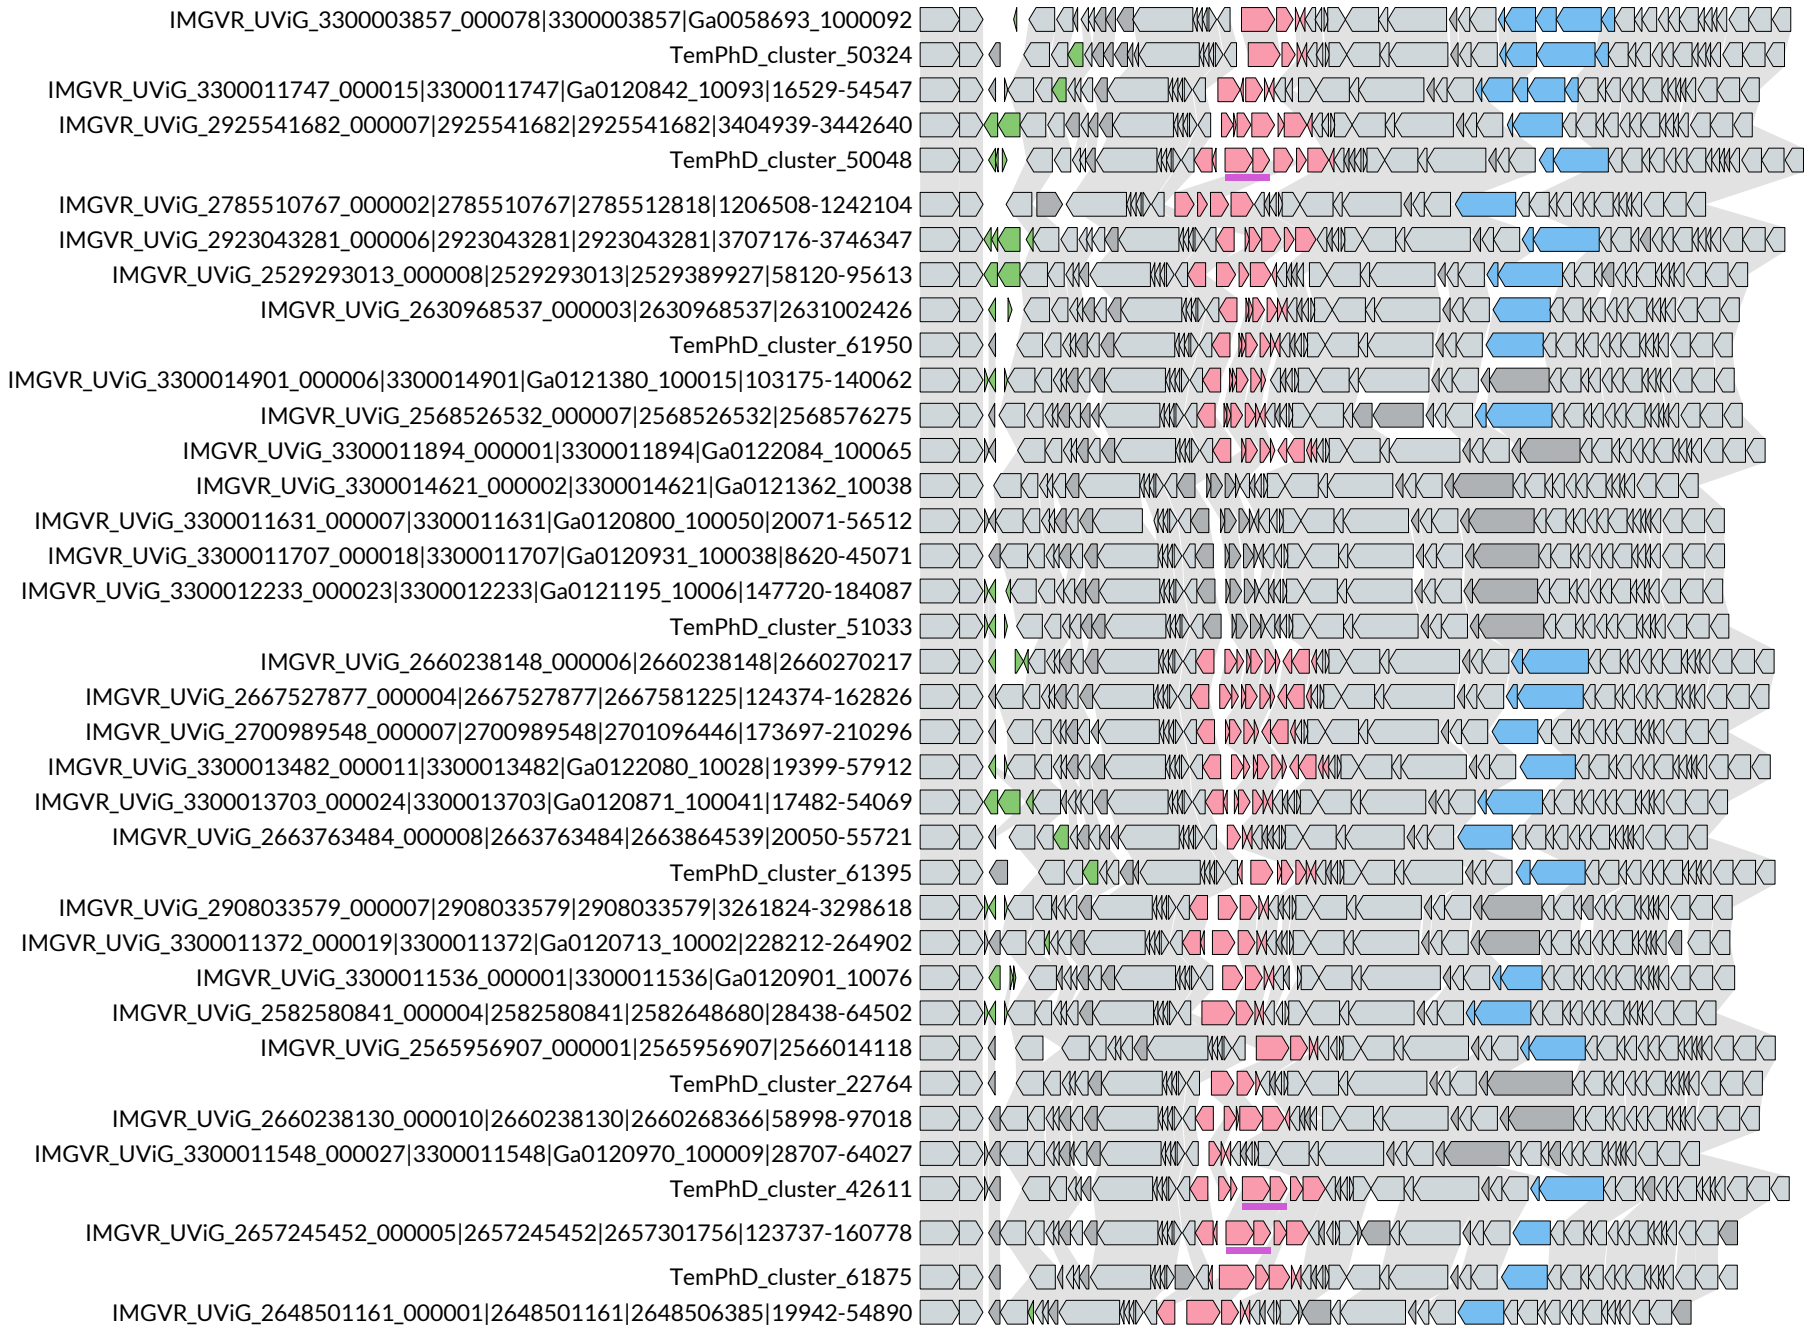 IMGVR_UViG_3300003857_000078|3300003857|Ga0058693_1000092
TemPhD_cluster_50324
IMGVR_UViG_3300011747_000015|3300011747|Ga0120842_10093|16529-54547
IMGVR_UViG_2925541682_000007|2925541682|2925541682|3404939-3442640
TemPhD_cluster_50048
IMGVR_UViG_2785510767_000002|2785510767|2785512818|1206508-1242104
IMGVR_UViG_2923043281_000006|2923043281|2923043281|3707176-3746347
IMGVR_UViG_2529293013_000008|2529293013|2529389927|58120-95613
IMGVR_UViG_2630968537_000003|2630968537|2631002426
TemPhD_cluster_61950
IMGVR_UViG_3300014901_000006|3300014901|Ga0121380_100015|103175-140062
IMGVR_UViG_2568526532_000007|2568526532|2568576275
IMGVR_UViG_3300011894_000001|3300011894|Ga0122084_100065
IMGVR_UViG_3300014621_000002|3300014621|Ga0121362_10038
IMGVR_UViG_3300011631_000007|3300011631|Ga0120800_100050|20071-56512
IMGVR_UViG_3300011707_000018|3300011707|Ga0120931_100038|8620-45071
IMGVR_UViG_3300012233_000023|3300012233|Ga0121195_10006|147720-184087
TemPhD_cluster_51033
IMGVR_UViG_2660238148_000006|2660238148|2660270217
IMGVR_UViG_2667527877_000004|2667527877|2667581225|124374-162826
IMGVR_UViG_2700989548_000007|2700989548|2701096446|173697-210296
IMGVR_UViG_3300013482_000011|3300013482|Ga0122080_10028|19399-57912
IMGVR_UViG_3300013703_000024|3300013703|Ga0120871_100041|17482-54069
IMGVR_UViG_2663763484_000008|2663763484|2663864539|20050-55721
TemPhD_cluster_61395
IMGVR_UViG_2908033579_000007|2908033579|2908033579|3261824-3298618
IMGVR_UViG_3300011372_000019|3300011372|Ga0120713_10002|228212-264902
IMGVR_UViG_3300011536_000001|3300011536|Ga0120901_10076
IMGVR_UViG_2582580841_000004|2582580841|2582648680|28438-64502
IMGVR_UViG_2565956907_000001|2565956907|2566014118
TemPhD_cluster_22764
IMGVR_UViG_2660238130_000010|2660238130|2660268366|58998-97018
IMGVR_UViG_3300011548_000027|3300011548|Ga0120970_100009|28707-64027
TemPhD_cluster_42611
IMGVR_UViG_2657245452_000005|2657245452|2657301756|123737-160778
TemPhD_cluster_61875
IMGVR_UViG_2648501161_000001|2648501161|2648506385|19942-54890